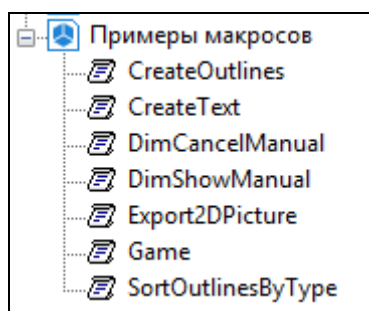 Примеры макросов
CreateOutlines
CreateText
DimCancelManual
DimShowManual
Export2DPicture
Game
SortOutlinesByType